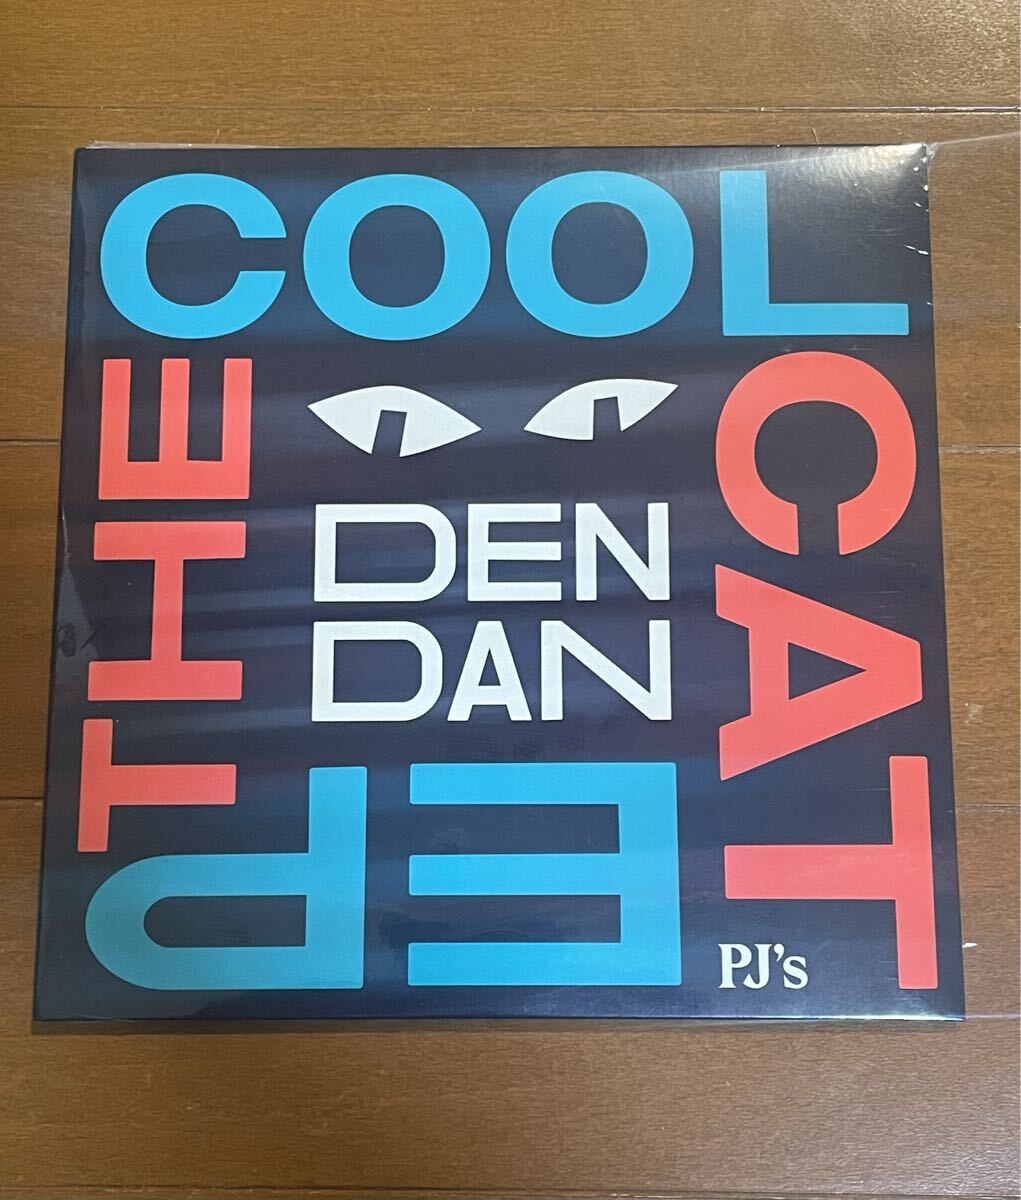 THE
COOL
CAT
EP
DEN
DAN
PJ's